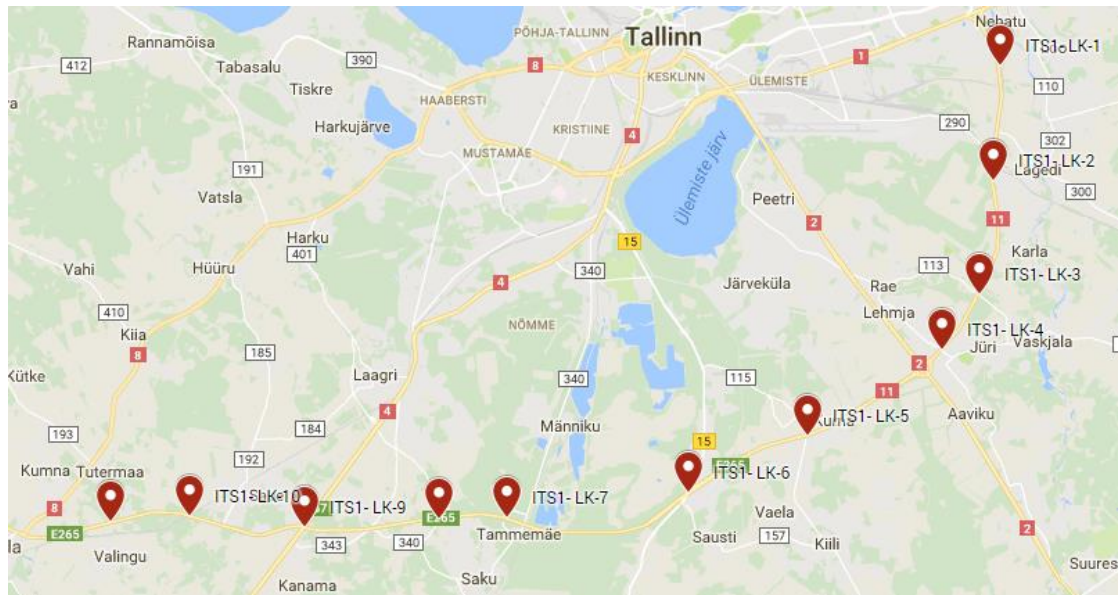 Nehatu
ITS1- LK-1
Tallinn
PÕHJA-TALLINN
Rannamõisa
390
412
Tabasalu
8
1
KESKLINN
ÜLEMISTE
Tiskre
HAABERSTI
110
Harkujärve
KRISTIINE
4
290
302
MUSTAMÄE
ITS1- LK-2
Lagedi
191
300
Vatsla
Peetri
Ülemiste järv
2
11
Harku
15
Karla
401
Vahi
Hüüru
340
113
ITS1- LK-3
4
Järveküla
Rae
410
Lehmja
NÕMME
ITS1- LK-4
Kiia
Jüri
Vaskjala
185
8
2
Kütke
Laagri
340
115
11
4
Aaviku
ITS1- LK-5
184
Männiku
193
15
192
E265
Kumna
Tutermaa
ITS1- LK-6
ITS1- LK-10
ITS1- LK-9
ITS1- LK-7
8
E265
E265
Vaela
Tammemäe
Valingu
343
340
Sausti
157
Kiili
2
Saku
Kanama
Suures